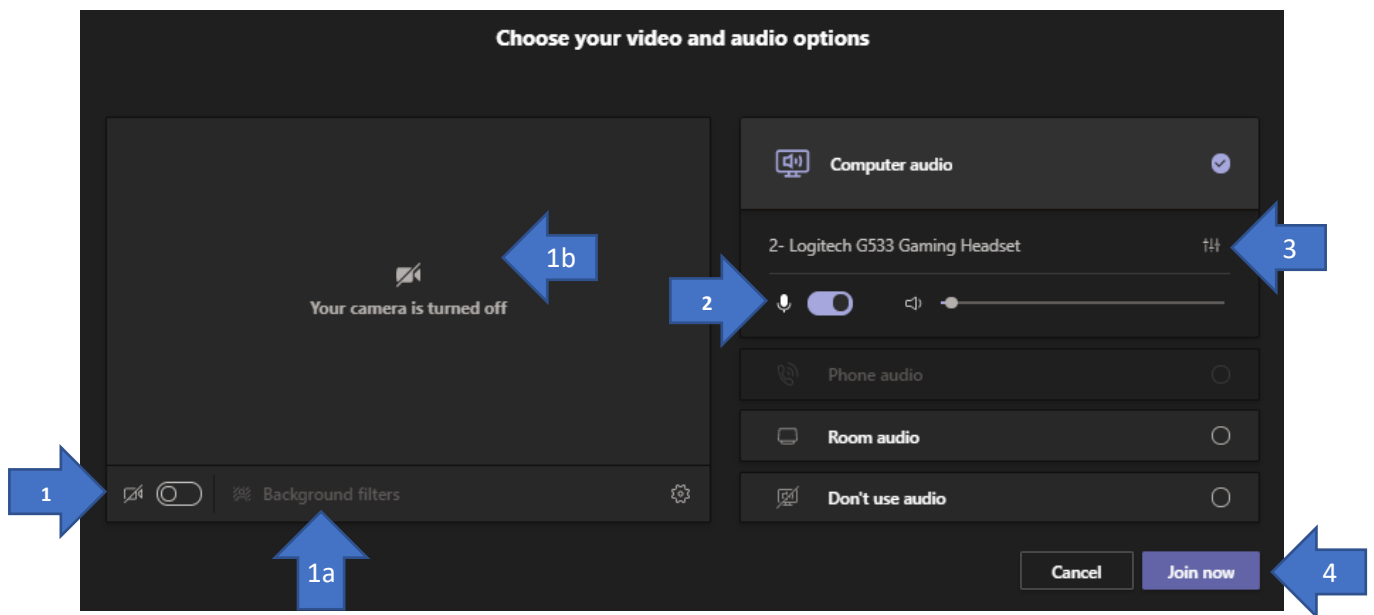 Choose your video and audio options
Your camera is turned off
1b
1
Background filters
1a
Computer audio
2- Logitech G533 Gaming Headset
3
2
Phone audio
Room audio
Don't use audio
Cancel
Join now
4